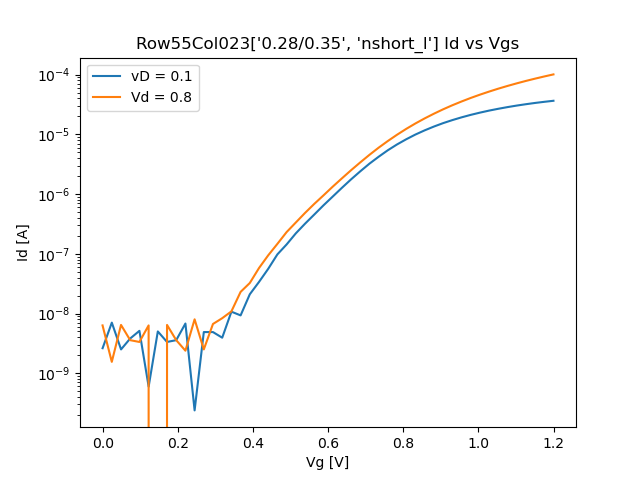 Row55Col023['0.28/0.35', 'nshort_l'] Id vs Vgs
vD = 0.1
Vd = 0.8
Id [A]
10⁻⁴
10⁻⁵
10⁻⁶
10⁻⁷
10⁻⁸
10⁻⁹
0.0 0.2 0.4 0.6 0.8 1.0 1.2
Vg [V]